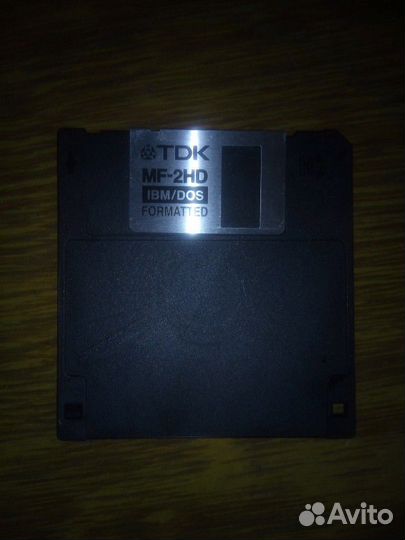 TDK
MF-2HD
IBM/DOS
FORMATTED
Avito